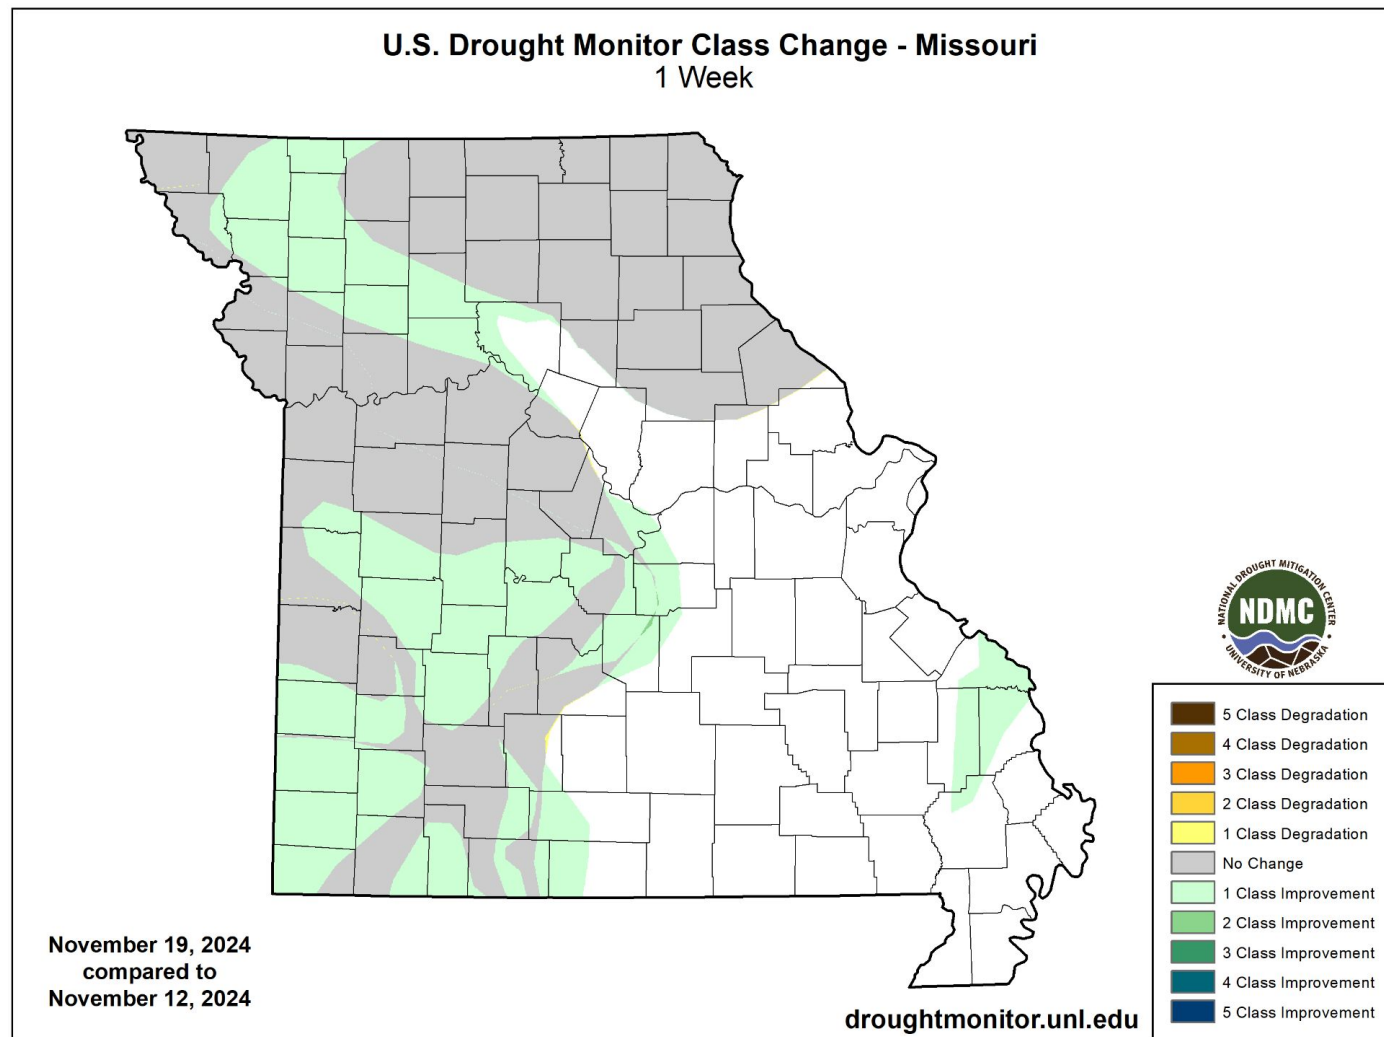 U.S. Drought Monitor Class Change - Missouri
1 Week
NATIONAL DROUGHT MITIGATION CENTER
NDMC
UNIVERSITY OF NEBRASKA
5 Class Degradation
4 Class Degradation
3 Class Degradation
2 Class Degradation
1 Class Degradation
No Change
1 Class Improvement
2 Class Improvement
3 Class Improvement
4 Class Improvement
5 Class Improvement
November 19, 2024
compared to
November 12, 2024
droughtmonitor.unl.edu